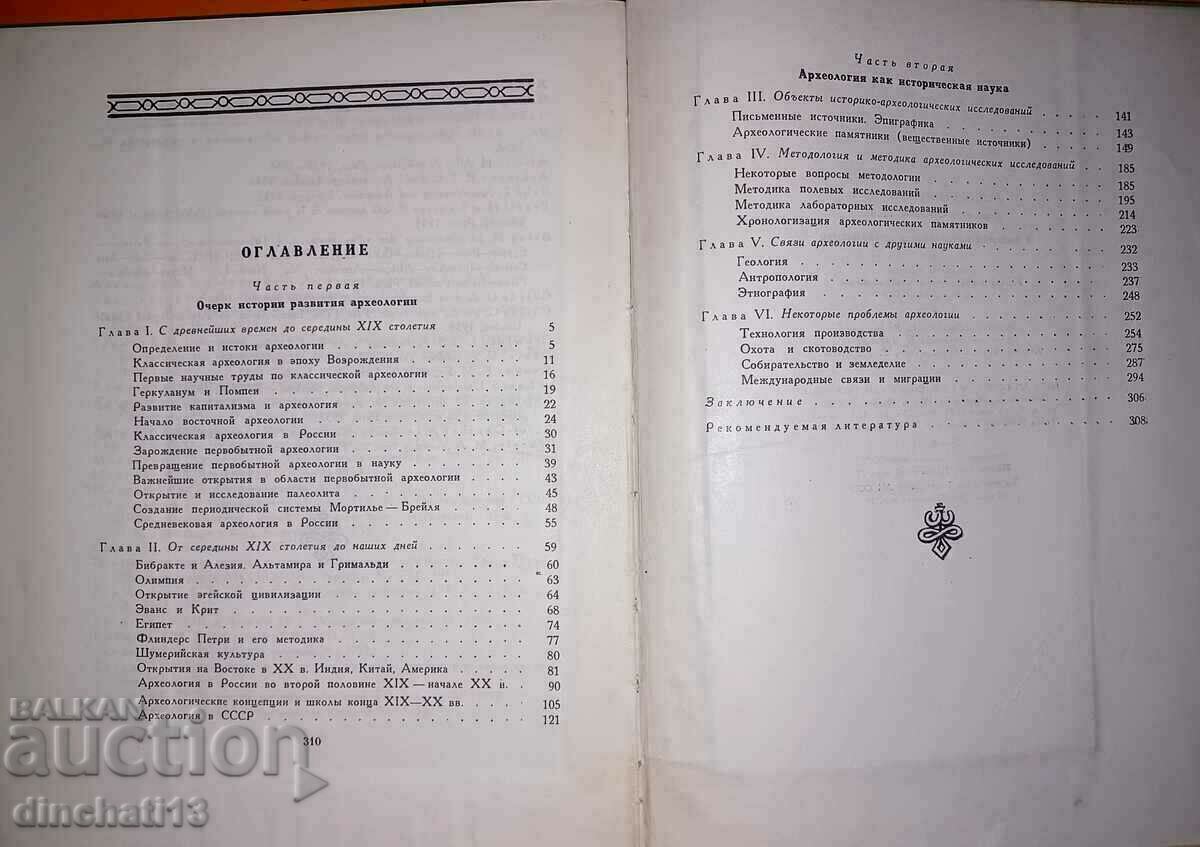 ОГЛАВЛЕНИЕ
Часть первая
Очерк истории развития археологии
Глава I. С древнейших времен до середины XIX столетия 5
Определение и истоки археологии . . . . . . . . . . 5
Классическая археология в эпоху Возрождения . . . . . . . 11
Первые научные труды по классической археологии . . . . . 16
Геркуланум и Помпеи . . . . . . . . . . . . . 19
Развитие капитализма и археология . . . . . . . . . 22
Начало восточной археологии . . . . . . . . . . . 24
Классическая археология в России . . . . . . . . . . 30
Зарождение первобытной археологии . . . . . . . . . 31
Превращение первобытной археологии в науку . . . . . . 39
Важнейшие открытия в области первобытной археологии . . . . 43
Открытие и исследование палеолита . . . . . . . . . 45
Создание периодической системы Мортилье — Брейля . . . . . 48
Средневековая археология в России . . . . . . . . . 55
Глава II. От середины XIX столетия до наших дней . . . . . . . 59
Бибракте и Алезия. Альтамира и Гримальди . . . . . . . 60
Олимпия . . . . . . . . . . . . . . . . . 63
Открытие эгейской цивилизации . . . . . . . . . . 64
Эванс и Крит . . . . . . . . . . . . . . . 68
Египет . . . . . . . . . . . . . . . . . 74
Флиндерс Петри и его методика . . . . . . . . . . 77
Шумерийская культура . . . . . . . . . . . . . 80
Открытия на Востоке в XX в. Индия, Китай, Америка . . . . . 81
Археология в России во второй половине XIX — начале XX в. . 90
Археологические концепции и школы конца XIX—XX вв. . . . . 105
Археология в СССР . . . . . . . . . . . . . 121
310
Часть вторая
Археология как историческая наука
Глава III. Объекты историко-археологических исследований . . . . . 141
Письменные источники. Эпиграфика . . . . . . . . . 143
Археологические памятники (вещественные источники) . . . . . 149
Глава IV. Методология и методика археологических исследований . . 185
Некоторые вопросы методологии . . . . . . . . . . 185
Методика полевых исследований . . . . . . . . . . 195
Методика лабораторных исследований . . . . . . . . . 214
Хронологизация археологических памятников . . . . . . . 223
Глава V. Связи археологии с другими науками . . . . . . . . 232
Геология . . . . . . . . . . . . . . . . 233
Антропология . . . . . . . . . . . . . . . 237
Этнография . . . . . . . . . . . . . . . 248
Глава VI. Некоторые проблемы археологии . . . . . . . . . 252
Технология производства . . . . . . . . . . . . 254
Охота и скотоводство . . . . . . . . . . . . . 275
Собирательство и земледелие . . . . . . . . . . . 287
Международные связи и миграции . . . . . . . . . . 294
Заключение . . . . . . . . . . . . . . . . . 306
Рекомендуемая литература . . . . . . . . . . . . 308
BALKAN
auction
dinchati13